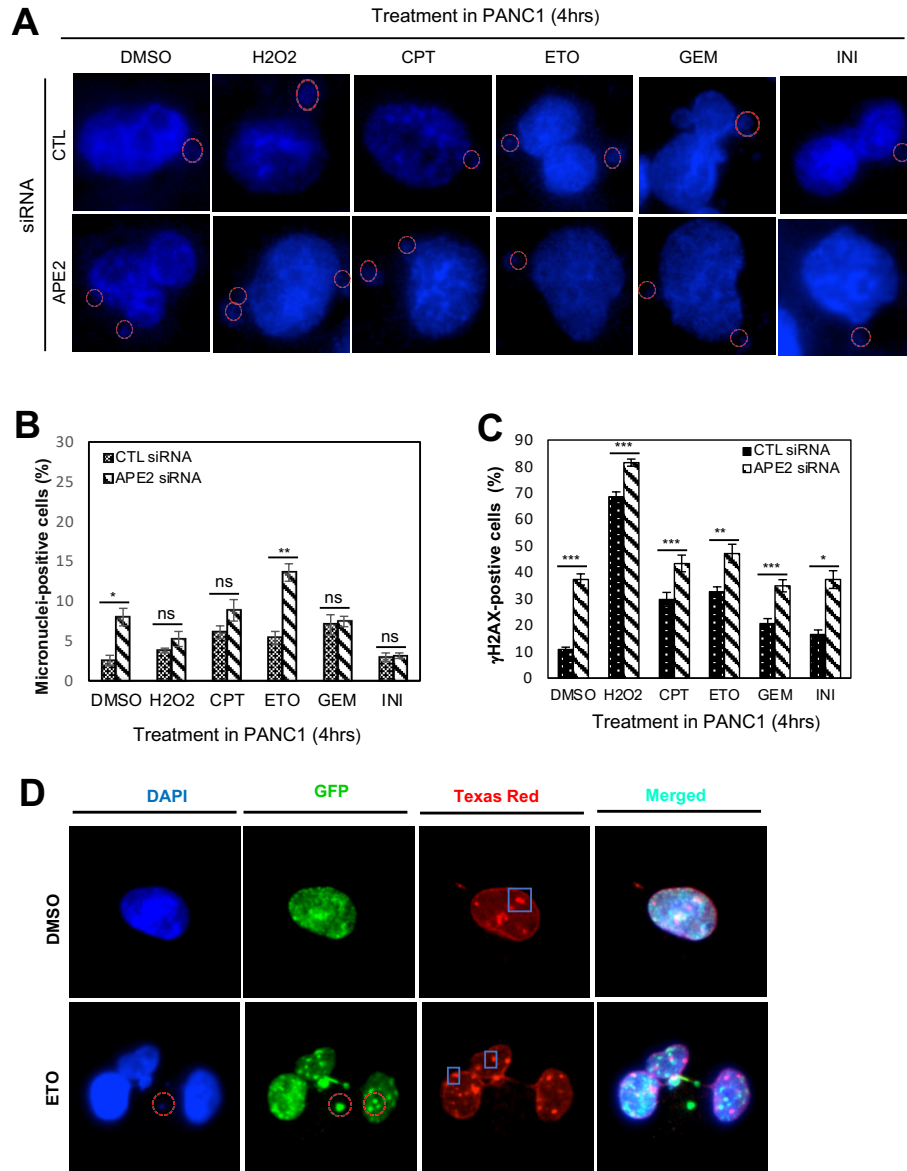 A
Treatment in PANC1 (4hrs)
DMSO H2O2 CPT ETO GEM INI
siRNA
CTL
APE2
B
Micronuclei-positive cells (%)
30
25
20
15
10
5
0
CTL siRNA
APE2 siRNA
* ns ns ** ns ns
DMSO H2O2 CPT ETO GEM INI
Treatment in PANC1 (4hrs)
C
γH2AX-postive cells (%)
90
80
70
60
50
40
30
20
10
0
CTL siRNA
APE2 siRNA
*** *** *** ** *** *
DMSO H2O2 CPT ETO GEM INI
Treatment in PANC1 (4hrs)
D
DAPI GFP Texas Red Merged
DMSO
ETO